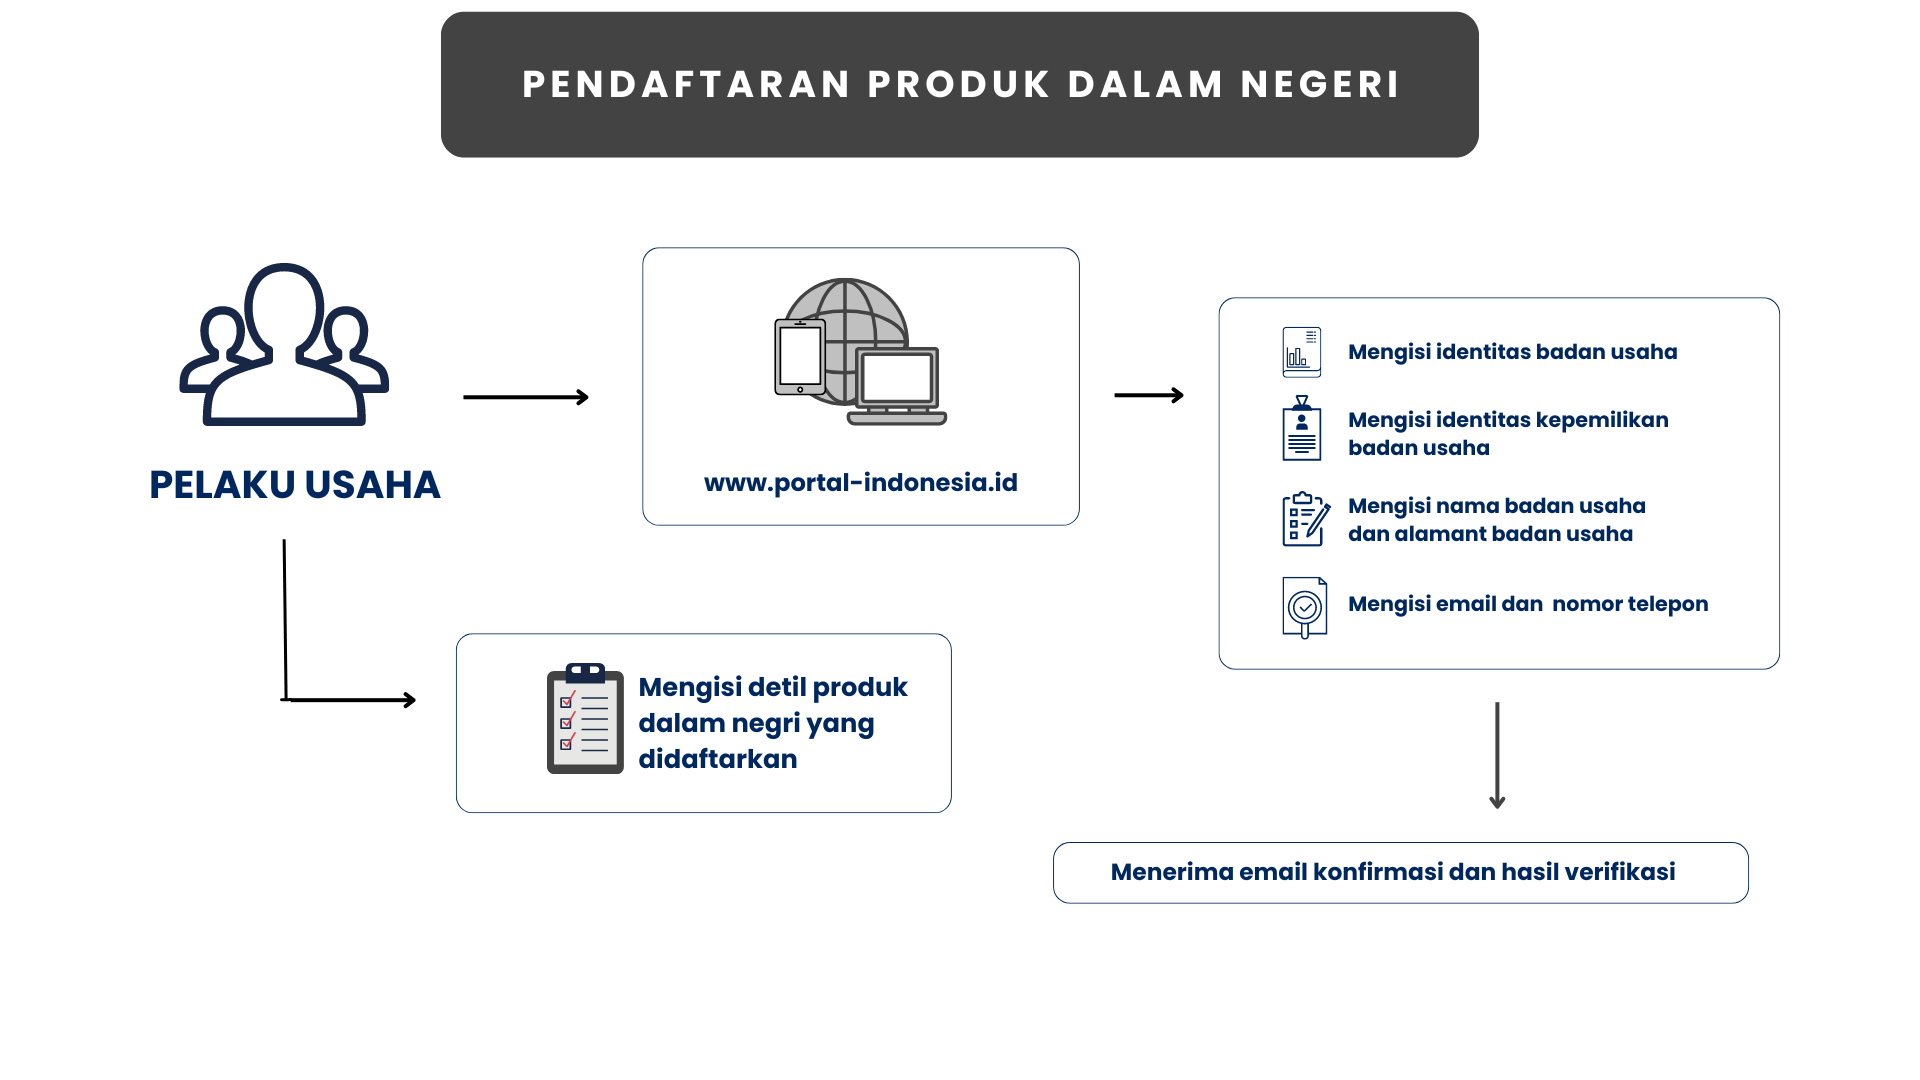 PENDAFTARAN PRODUK DALAM NEGERI
PELAKU USAHA
www.portal-indonesia.id
Mengisi identitas badan usaha
Mengisi identitas kepemilikan
badan usaha
Mengisi nama badan usaha
dan alamant badan usaha
Mengisi email dan  nomor telepon
Mengisi detil produk
dalam negri yang
didaftarkan
Menerima email konfirmasi dan hasil verifikasi